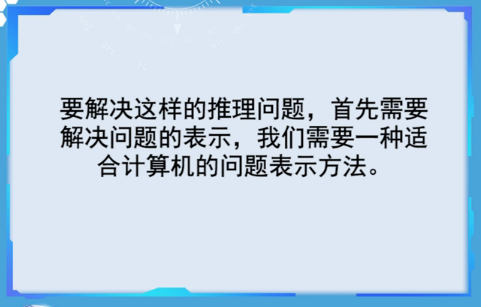 要解决这样的推理问题，首先需要
解决问题的表示，我们需要一种适
合计算机的问题表示方法。